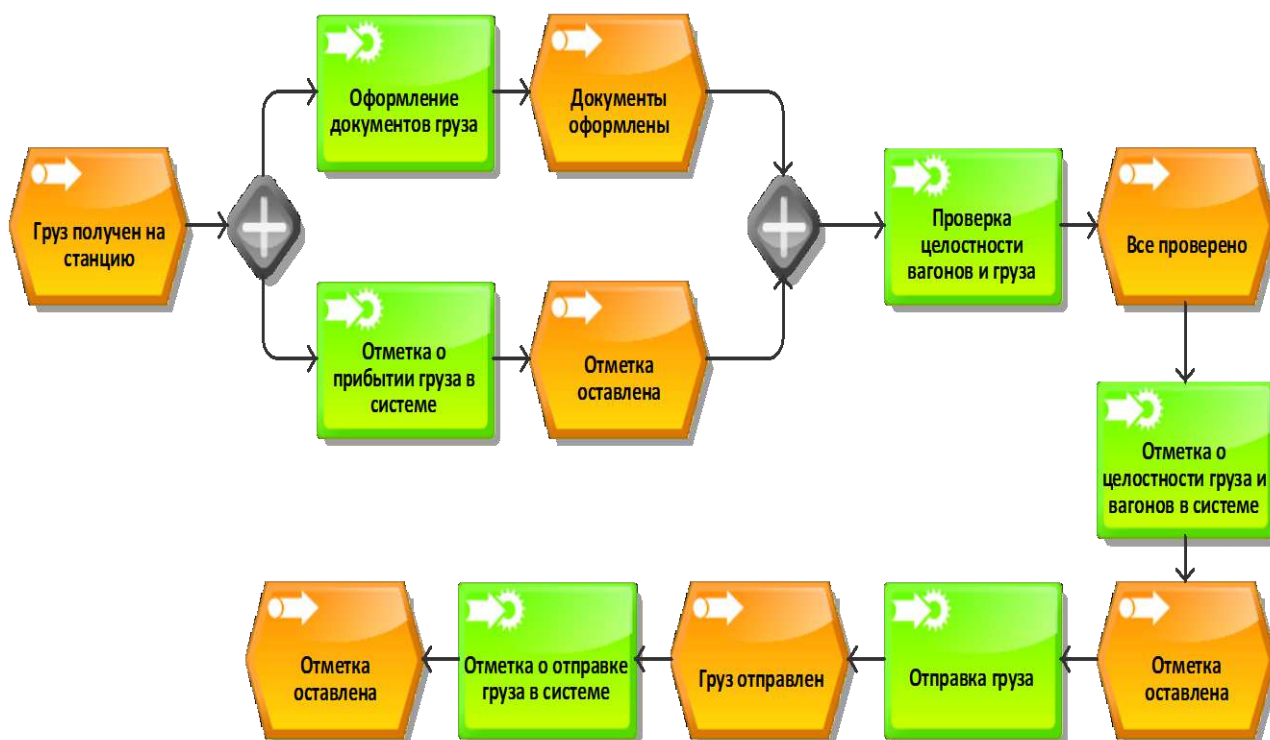 Груз получен на
станцию
Оформление
документов груза
Документы
оформлены
Отметка о
прибытии груза в
системе
Отметка
оставлена
Проверка
целостности
вагонов и груза
Все проверено
Отметка о
целостности груза и
вагонов в системе
Отметка
оставлена
Отправка груза
Груз отправлен
Отметка о отправке
груза в системе
Отметка
оставлена